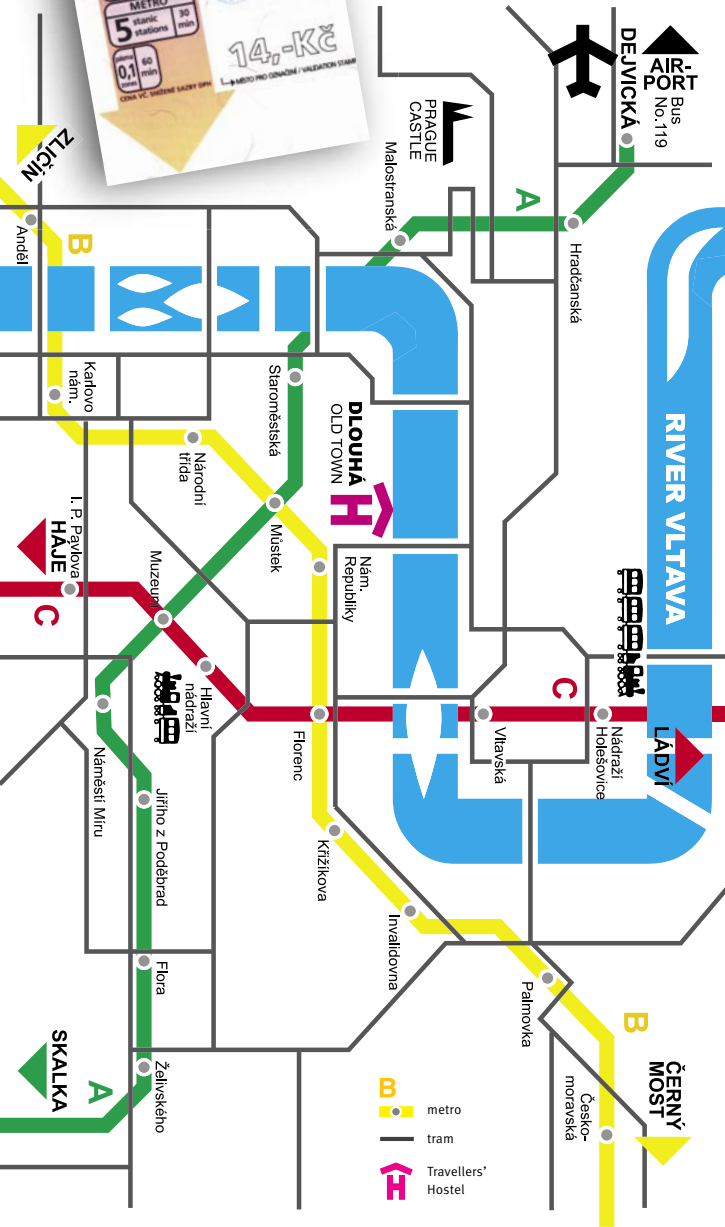 METRO
5 stanic
stations
30
min
pásma
0,1
zones
60
min
14,-Kč
MÍSTO PRO OZNAČENÍ / VALIDATION STAMP
CENA VČ. SNÍŽENÉ SAZBY DPH
AIR-
PORT
Bus
No.119
DEJVICKÁ
PRAGUE
CASTLE
Malostranská
A
Hradčanská
ZLIČÍN
Anděl
B
Karlovo
nám.
Národní
třída
Staroměstská
DLOUHÁ
OLD TOWN
H
Můstek
Nám.
Republiky
RIVER VLTAVA
I. P. Pavlova
HÁJE
C
Muzeum
Hlavní
nádraží
Florenc
C
Vltavská
Nádraží
Holešovice
LÁDVÍ
Náměstí Míru
Jiřího z Poděbrad
Flora
Želivského
SKALKA
A
Křižíkova
Invalidovna
Palmovka
B
ČERNÝ
MOST
Česko-
moravská
B
metro
tram
H
Travellers'
Hostel